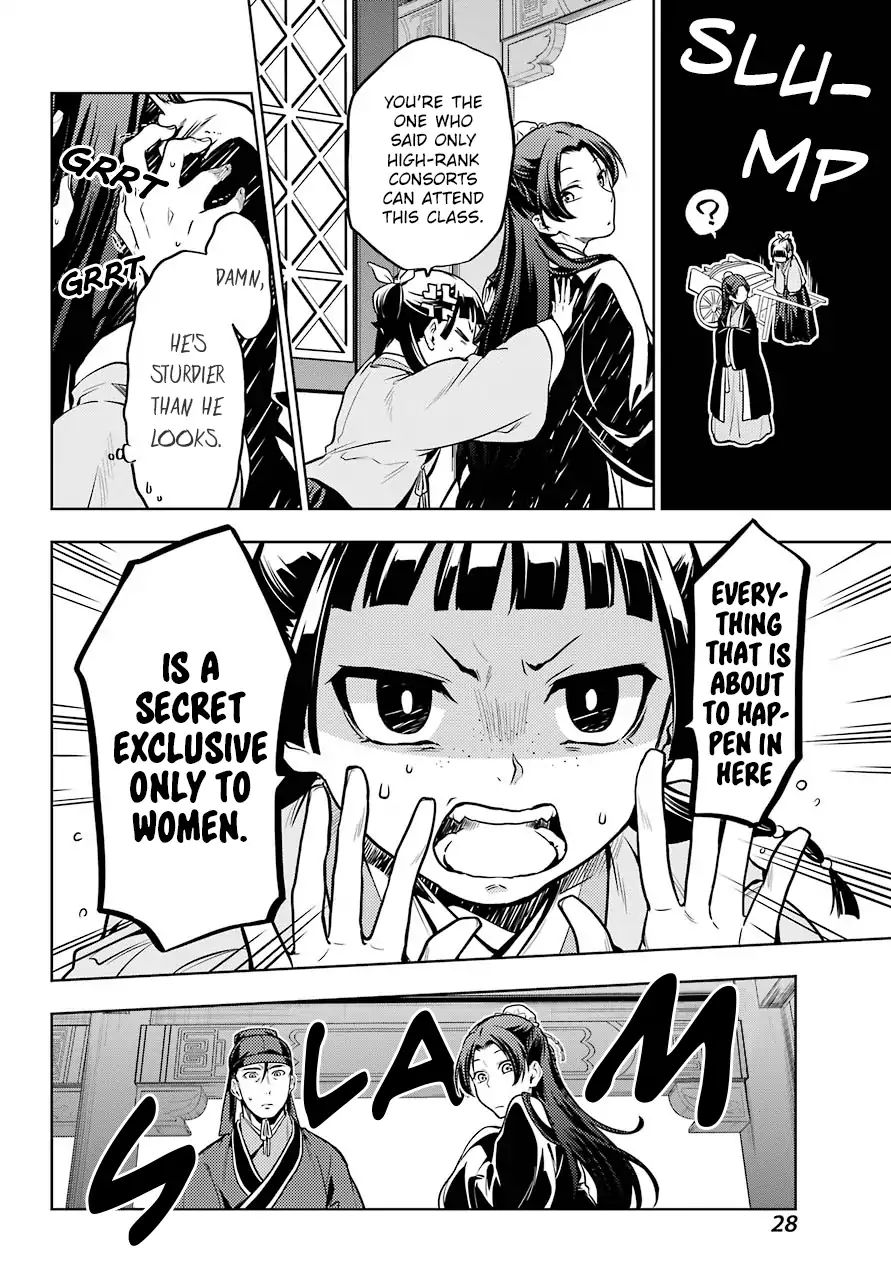 SLU-
MP
?
YOU'RE THE
ONE WHO
SAID ONLY
HIGH-RANK
CONSORTS
CAN ATTEND
THIS CLASS.
GRRT
GRRT
DAMN,
HE'S
STURDIER
THAN HE
LOOKS.
EVERY-
THING
THAT IS
ABOUT
TO HAP-
PEN IN
HERE
IS A
SECRET
EXCLUSIVE
ONLY TO
WOMEN.
SLAM
28